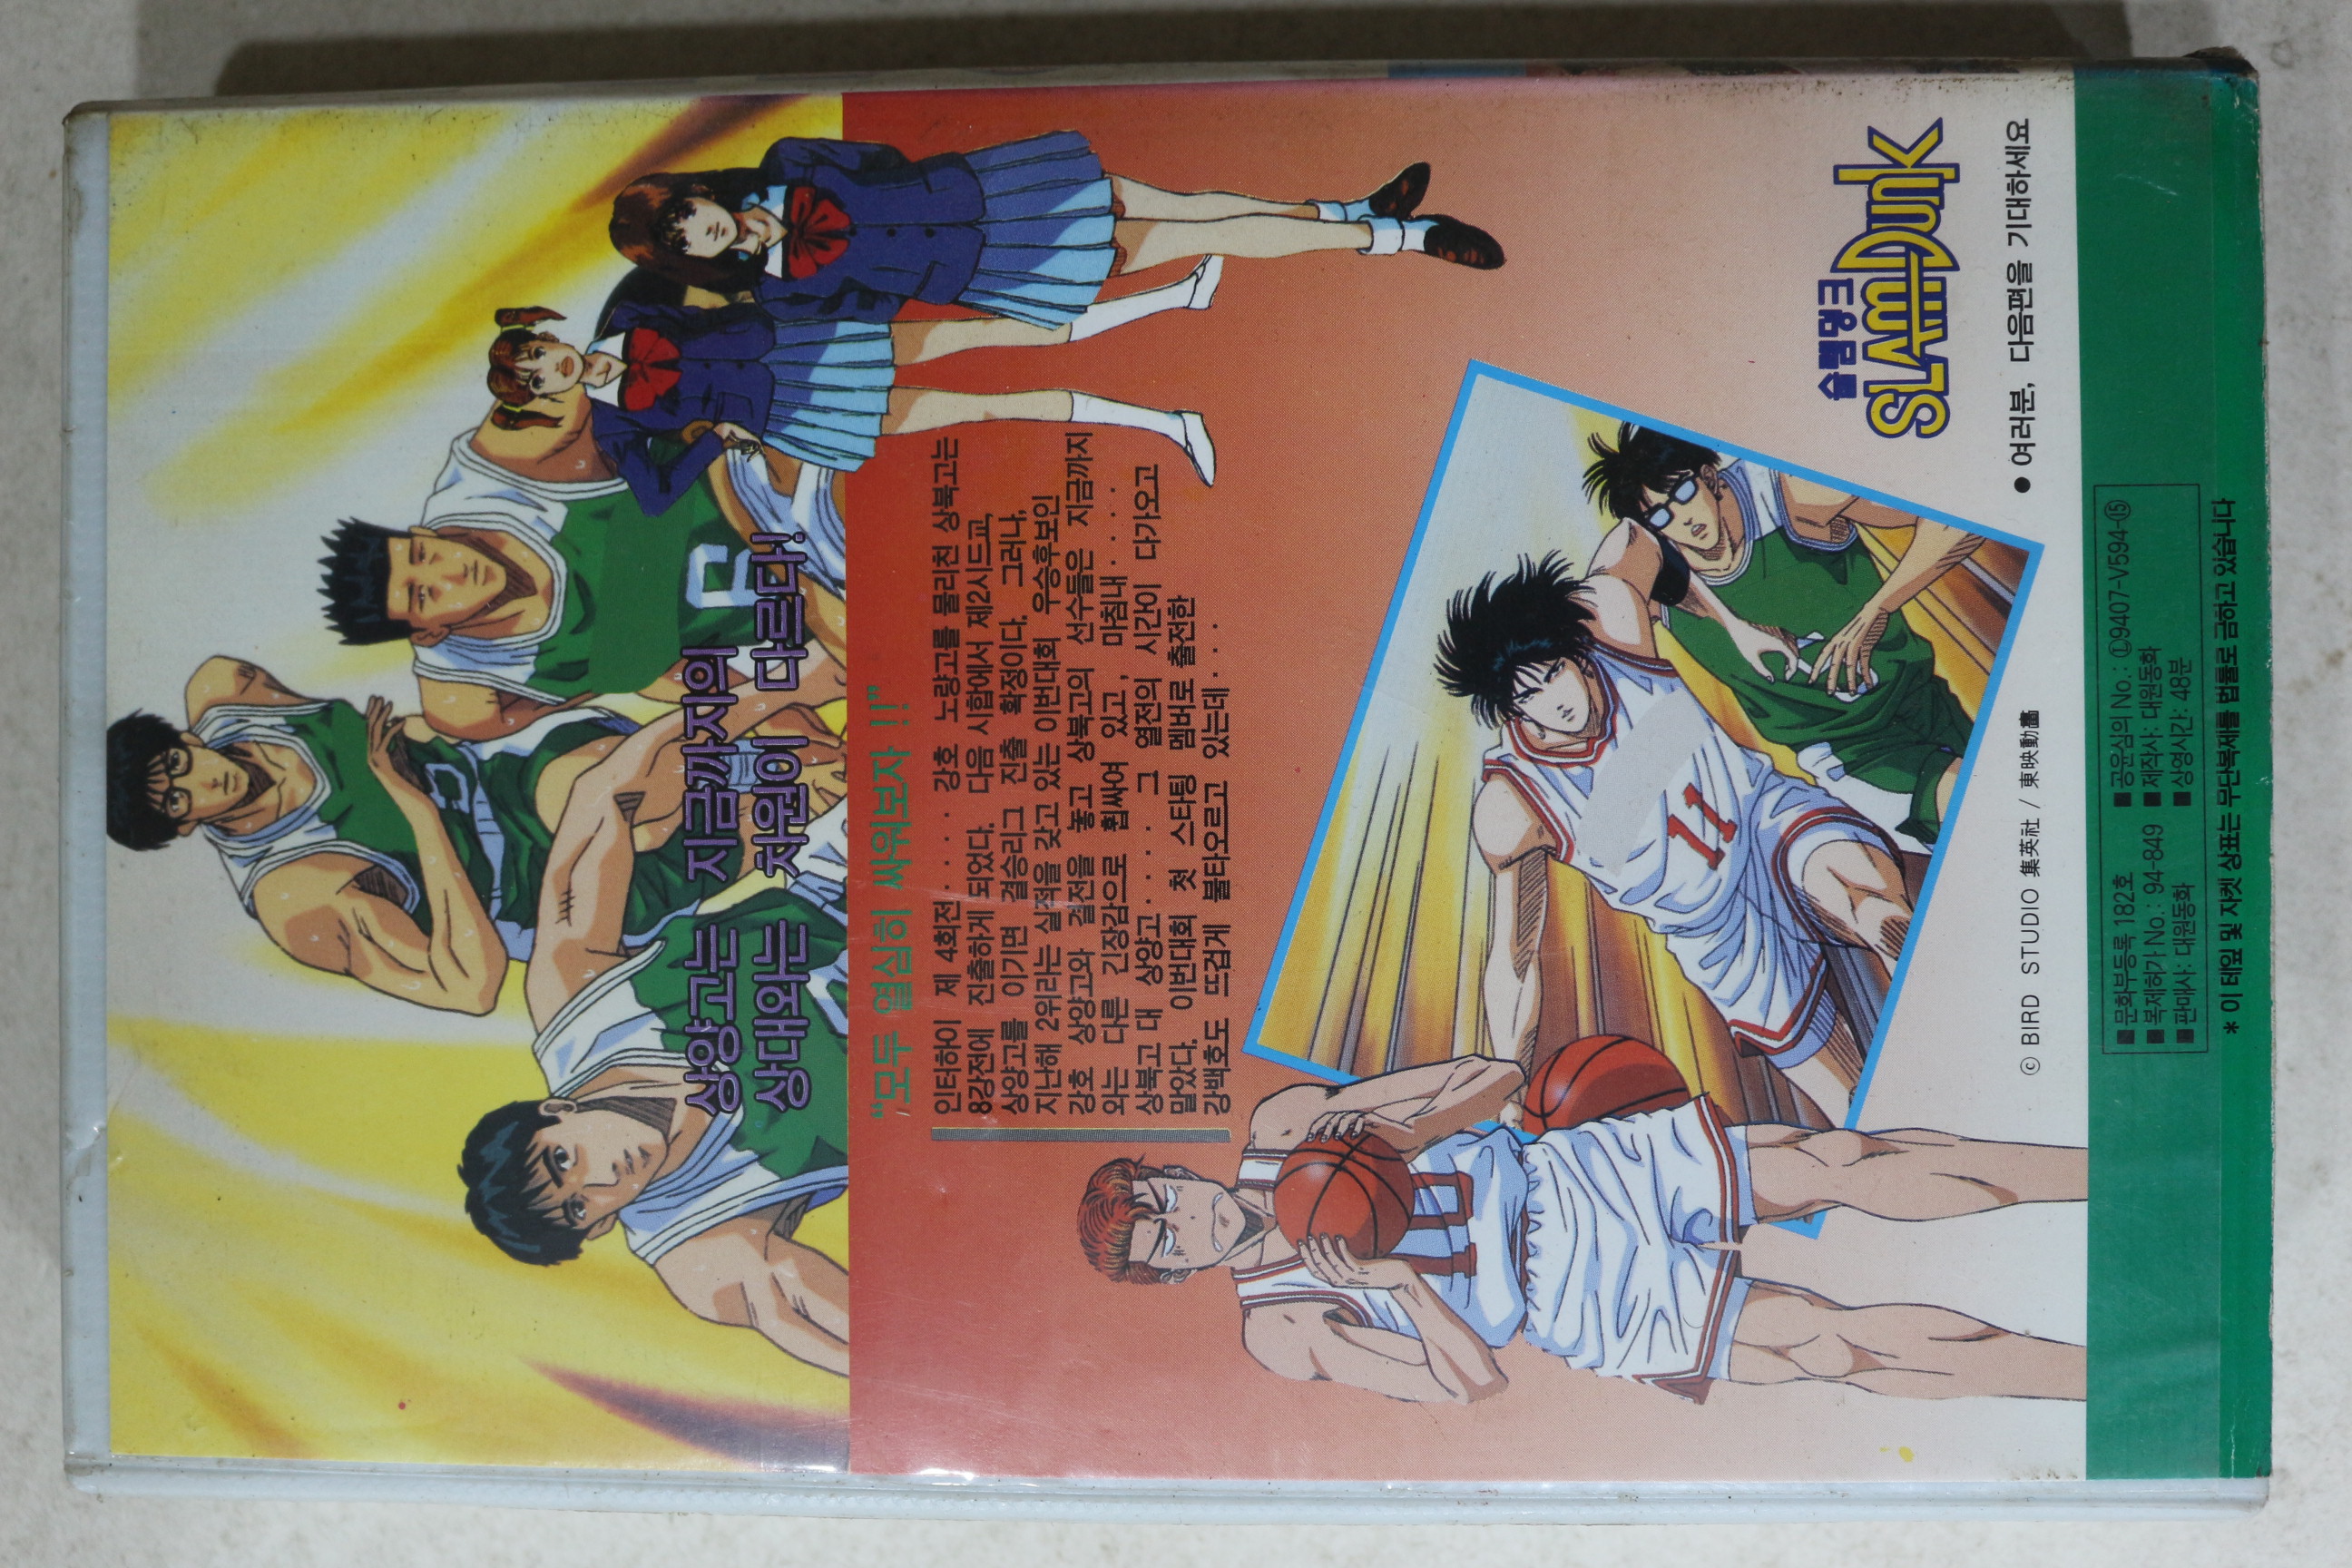 상양고는 지금까지의
상대와는 차원이 다르다!
"모두 열심히 싸워보자 !!"
인터하이 제 4회전. . . . 강호 노량고를 물리친 상북고는
8강전에 진출하게 되었다. 다음 시합에서 제2시드교,
상양고를 이기면 결승리그 진출 확정이다. 그러나,
지난해 2위라는 실적을 갖고 있는 이번대회 우승후보인
강호 상양고와 결전을 놓고 상북고의 선수들은 지금까지
와는 다른 긴장감으로 휩싸여 있고, 마침내. . . .
상북고 대 상양고. . . . 그 열전의 시간이 다가오고
말았다. 이번대회 첫 스타팅 멤버로 출전한
강백호도 뜨겁게 불타오르고 있는데. . .
6
11
슬램덩크
SLAM DUNK
● 여러분, 다음편을 기대하세요
ⓒ BIRD STUDIO 集英社 / 東映動畵
■문화부등록 182호 ■공윤심의 No. : Ⓛ9407-V594-⑮
■복제허가 No. : 94-849 ■제작사: 대원동화
■판매사: 대원동화 ■상영시간: 48분
* 이 테잎 및 자켓 상표는 무단복제를 법률로 금하고 있습니다